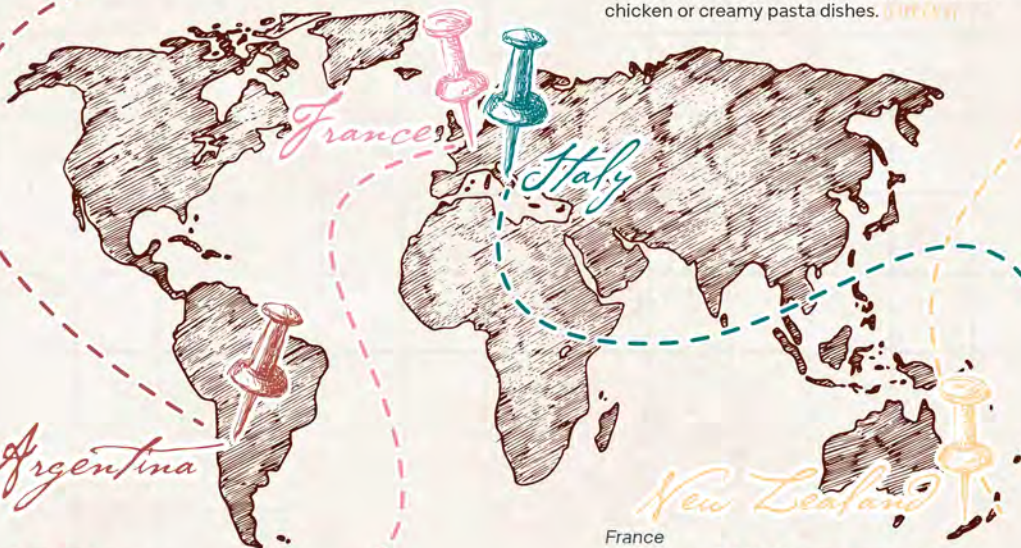 chicken or creamy pasta dishes.
France
Italy
Argentina
New Zealand
France